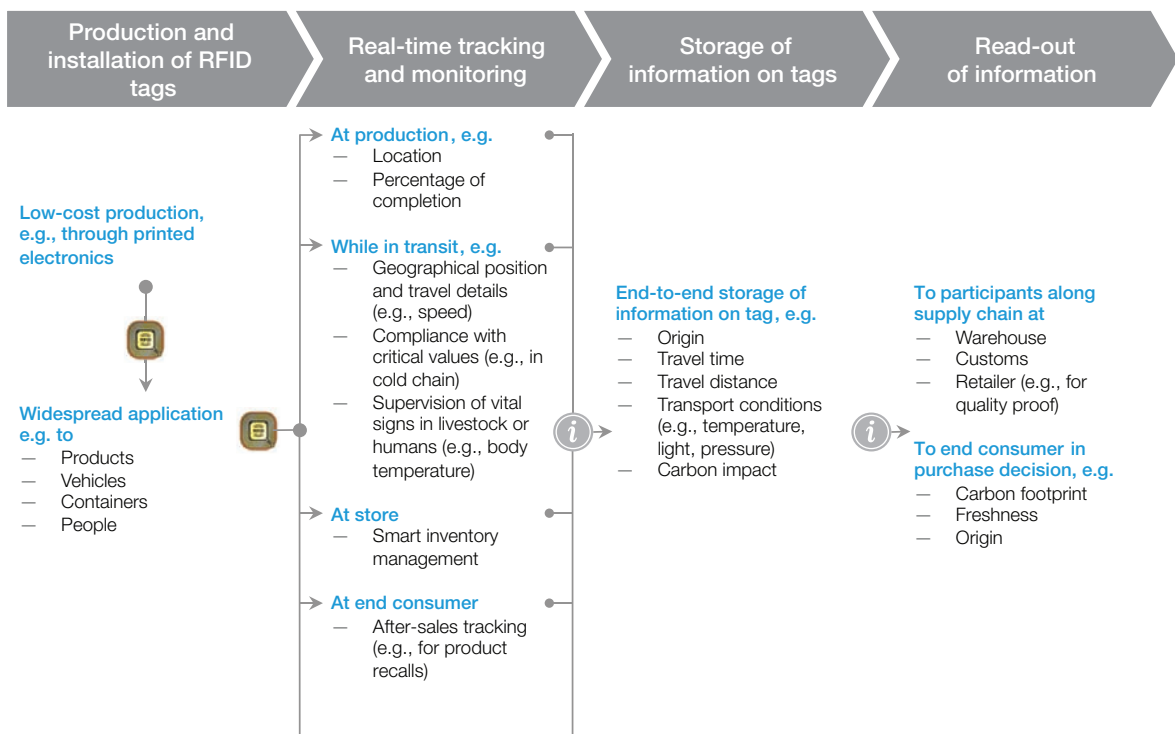 Production and
installation of RFID
tags
Real-time tracking
and monitoring
Storage of
information on tags
Read-out
of information
Low-cost production,
e.g., through printed
electronics
Widespread application
e.g. to
— Products
— Vehicles
— Containers
— People
At production, e.g.
— Location
— Percentage of
completion
While in transit, e.g.
— Geographical position
and travel details
(e.g., speed)
— Compliance with
critical values (e.g., in
cold chain)
— Supervision of vital
signs in livestock or
humans (e.g., body
temperature)
At store
— Smart inventory
management
At end consumer
— After-sales tracking
(e.g., for product
recalls)
i
End-to-end storage of
information on tag, e.g.
— Origin
— Travel time
— Travel distance
— Transport conditions
(e.g., temperature,
light, pressure)
— Carbon impact
i
To participants along
supply chain at
— Warehouse
— Customs
— Retailer (e.g., for
quality proof)
To end consumer in
purchase decision, e.g.
— Carbon footprint
— Freshness
— Origin